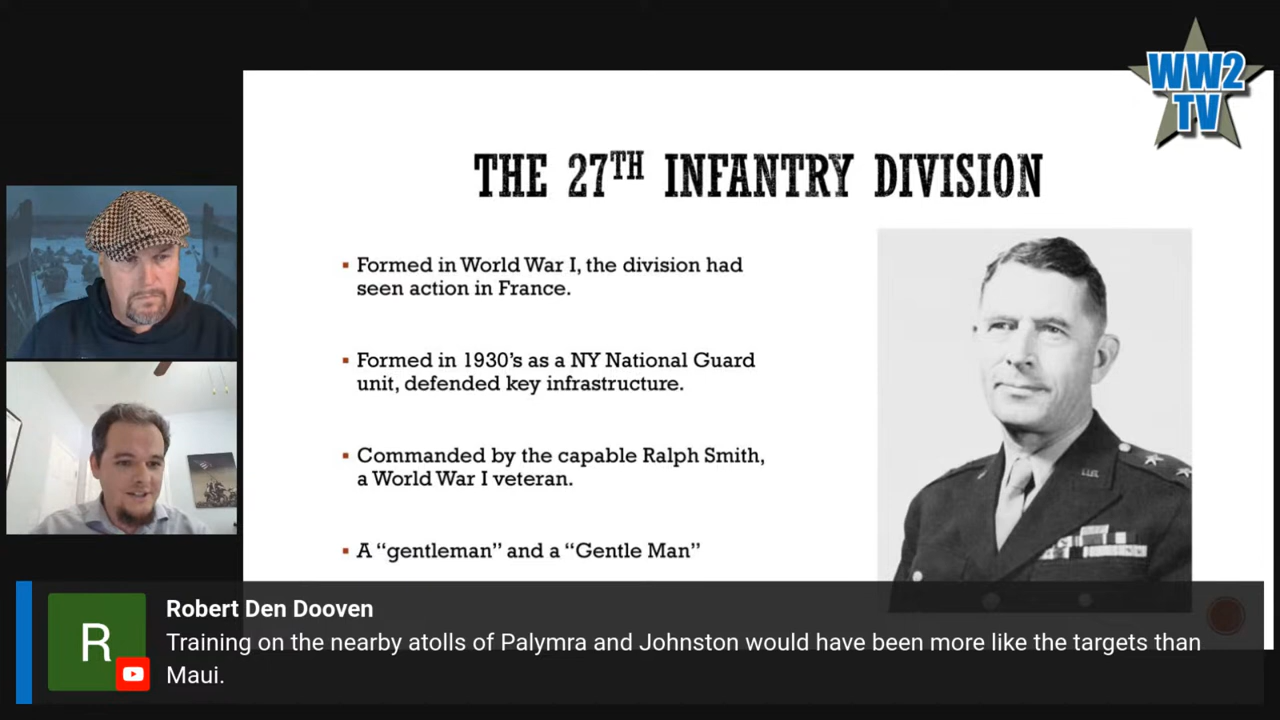 WW2
TV
THE 27TH INFANTRY DIVISION
Formed in World War I, the division had
seen action in France.
Formed in 1930's as a NY National Guard
unit, defended key infrastructure.
Commanded by the capable Ralph Smith,
a World War I veteran.
A “gentleman” and a “Gentle Man”
R
Robert Den Dooven
Training on the nearby atolls of Palymra and Johnston would have been more like the targets than
Maui.